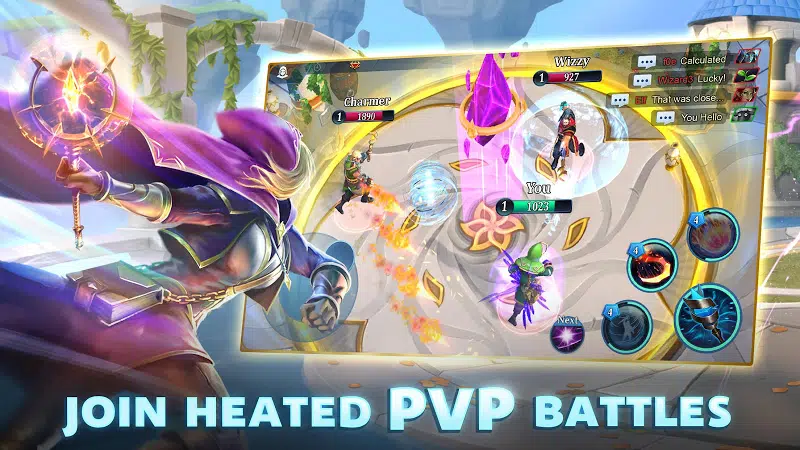 Wizzy
1 927
Charmer
1 1890
Calculated
Wizare3 Lucky!
That was close...
You Hello
You
1 1023
4
4
4
Next
JOIN HEATED PVP BATTLES